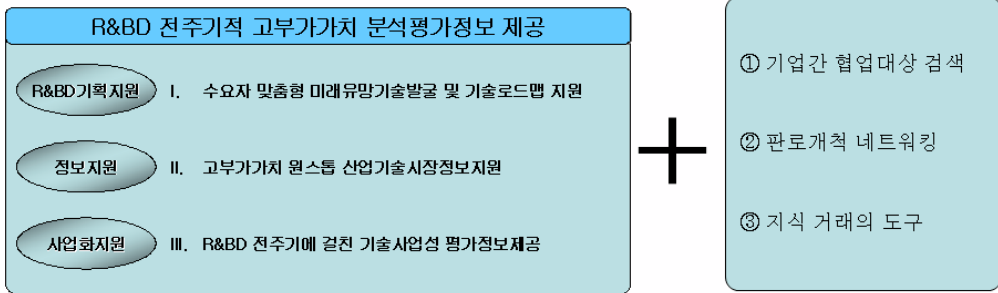 R&BD 전주기적 고부가가치 분석평가정보 제공
R&BD기획지원 I. 수요자 맞춤형 미래유망기술발굴 및 기술로드맵 지원
정보지원 II. 고부가가치 원스톱 산업기술시장정보지원
사업화지원 III. R&BD 전주기에 걸친 기술사업성 평가정보제공
+
① 기업간 협업대상 검색
② 판로개척 네트워킹
③ 지식 거래의 도구